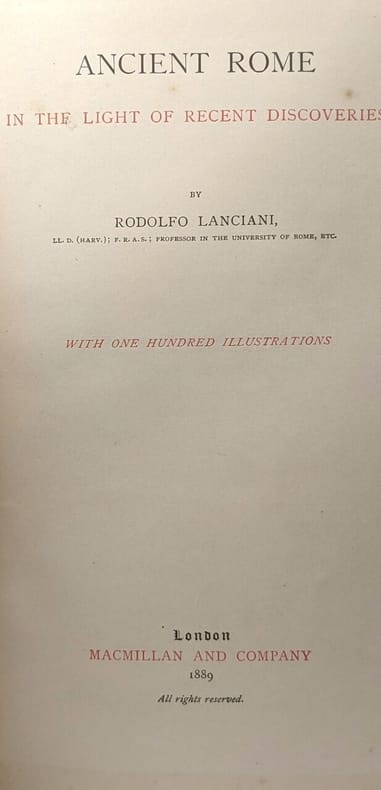 ANCIENT ROME
IN THE LIGHT OF RECENT DISCOVERIES
BY
RODOLFO LANCIANI,
LL. D. (HARV.); F. R. A. S.; PROFESSOR IN THE UNIVERSITY OF ROME, ETC.
WITH ONE HUNDRED ILLUSTRATIONS
London
MACMILLAN AND COMPANY
1889
All rights reserved.